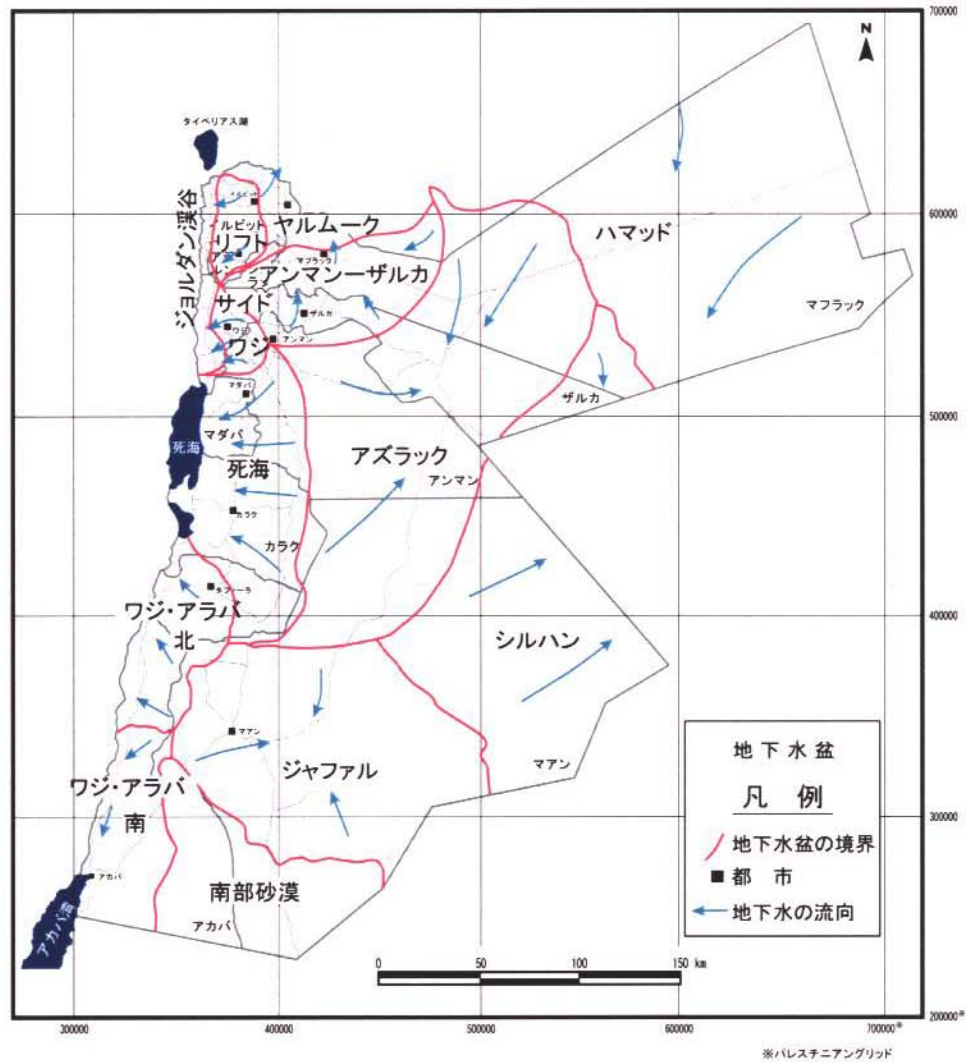 700000
N
タイベリアス湖
ヨルダン渓谷
イルビット
リフト
ヤルムーク
600000
ハマッド
マフラック
アンマンーザルカ
マフラック
サイド
ザルカ
ワジ
アンマン
マダバ
ザルカ
500000
死海
マダバ
死海
アズラック
アンマン
カラク
カラク
タフィーラ
ワジ・アラバ
北
400000
シルハン
マアン
ジャファル
マアン
ワジ・アラバ
南
300000
アカバ
南部砂漠
アカバ
アカバ湾
地下水盆
凡 例
地下水盆の境界
都 市
地下水の流向
0 50 100 150 km
200000※
300000 400000 500000 600000 700000※
※パレスチニアングリッド